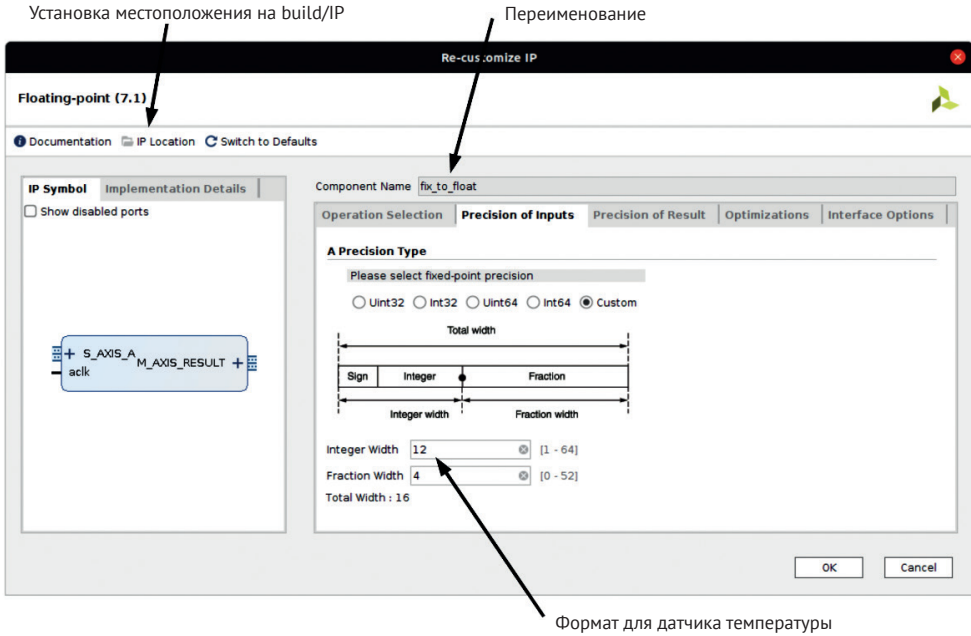 Установка местоположения на build/IP
Переименование
Re-customize IP
Floating-point (7.1)
Documentation IP Location Switch to Defaults
IP Symbol Implementation Details
Show disabled ports
S_AXIS_A
M_AXIS_RESULT
aclk
Component Name fix_to_float
Operation Selection Precision of Inputs Precision of Result Optimizations Interface Options
A Precision Type
Please select fixed-point precision
Uint32 Int32 Uint64 Int64 Custom
Total width
Sign Integer Fraction
Integer width Fraction width
Integer Width 12 [1 - 64]
Fraction Width 4 [0 - 52]
Total Width : 16
OK Cancel
Формат для датчика температуры